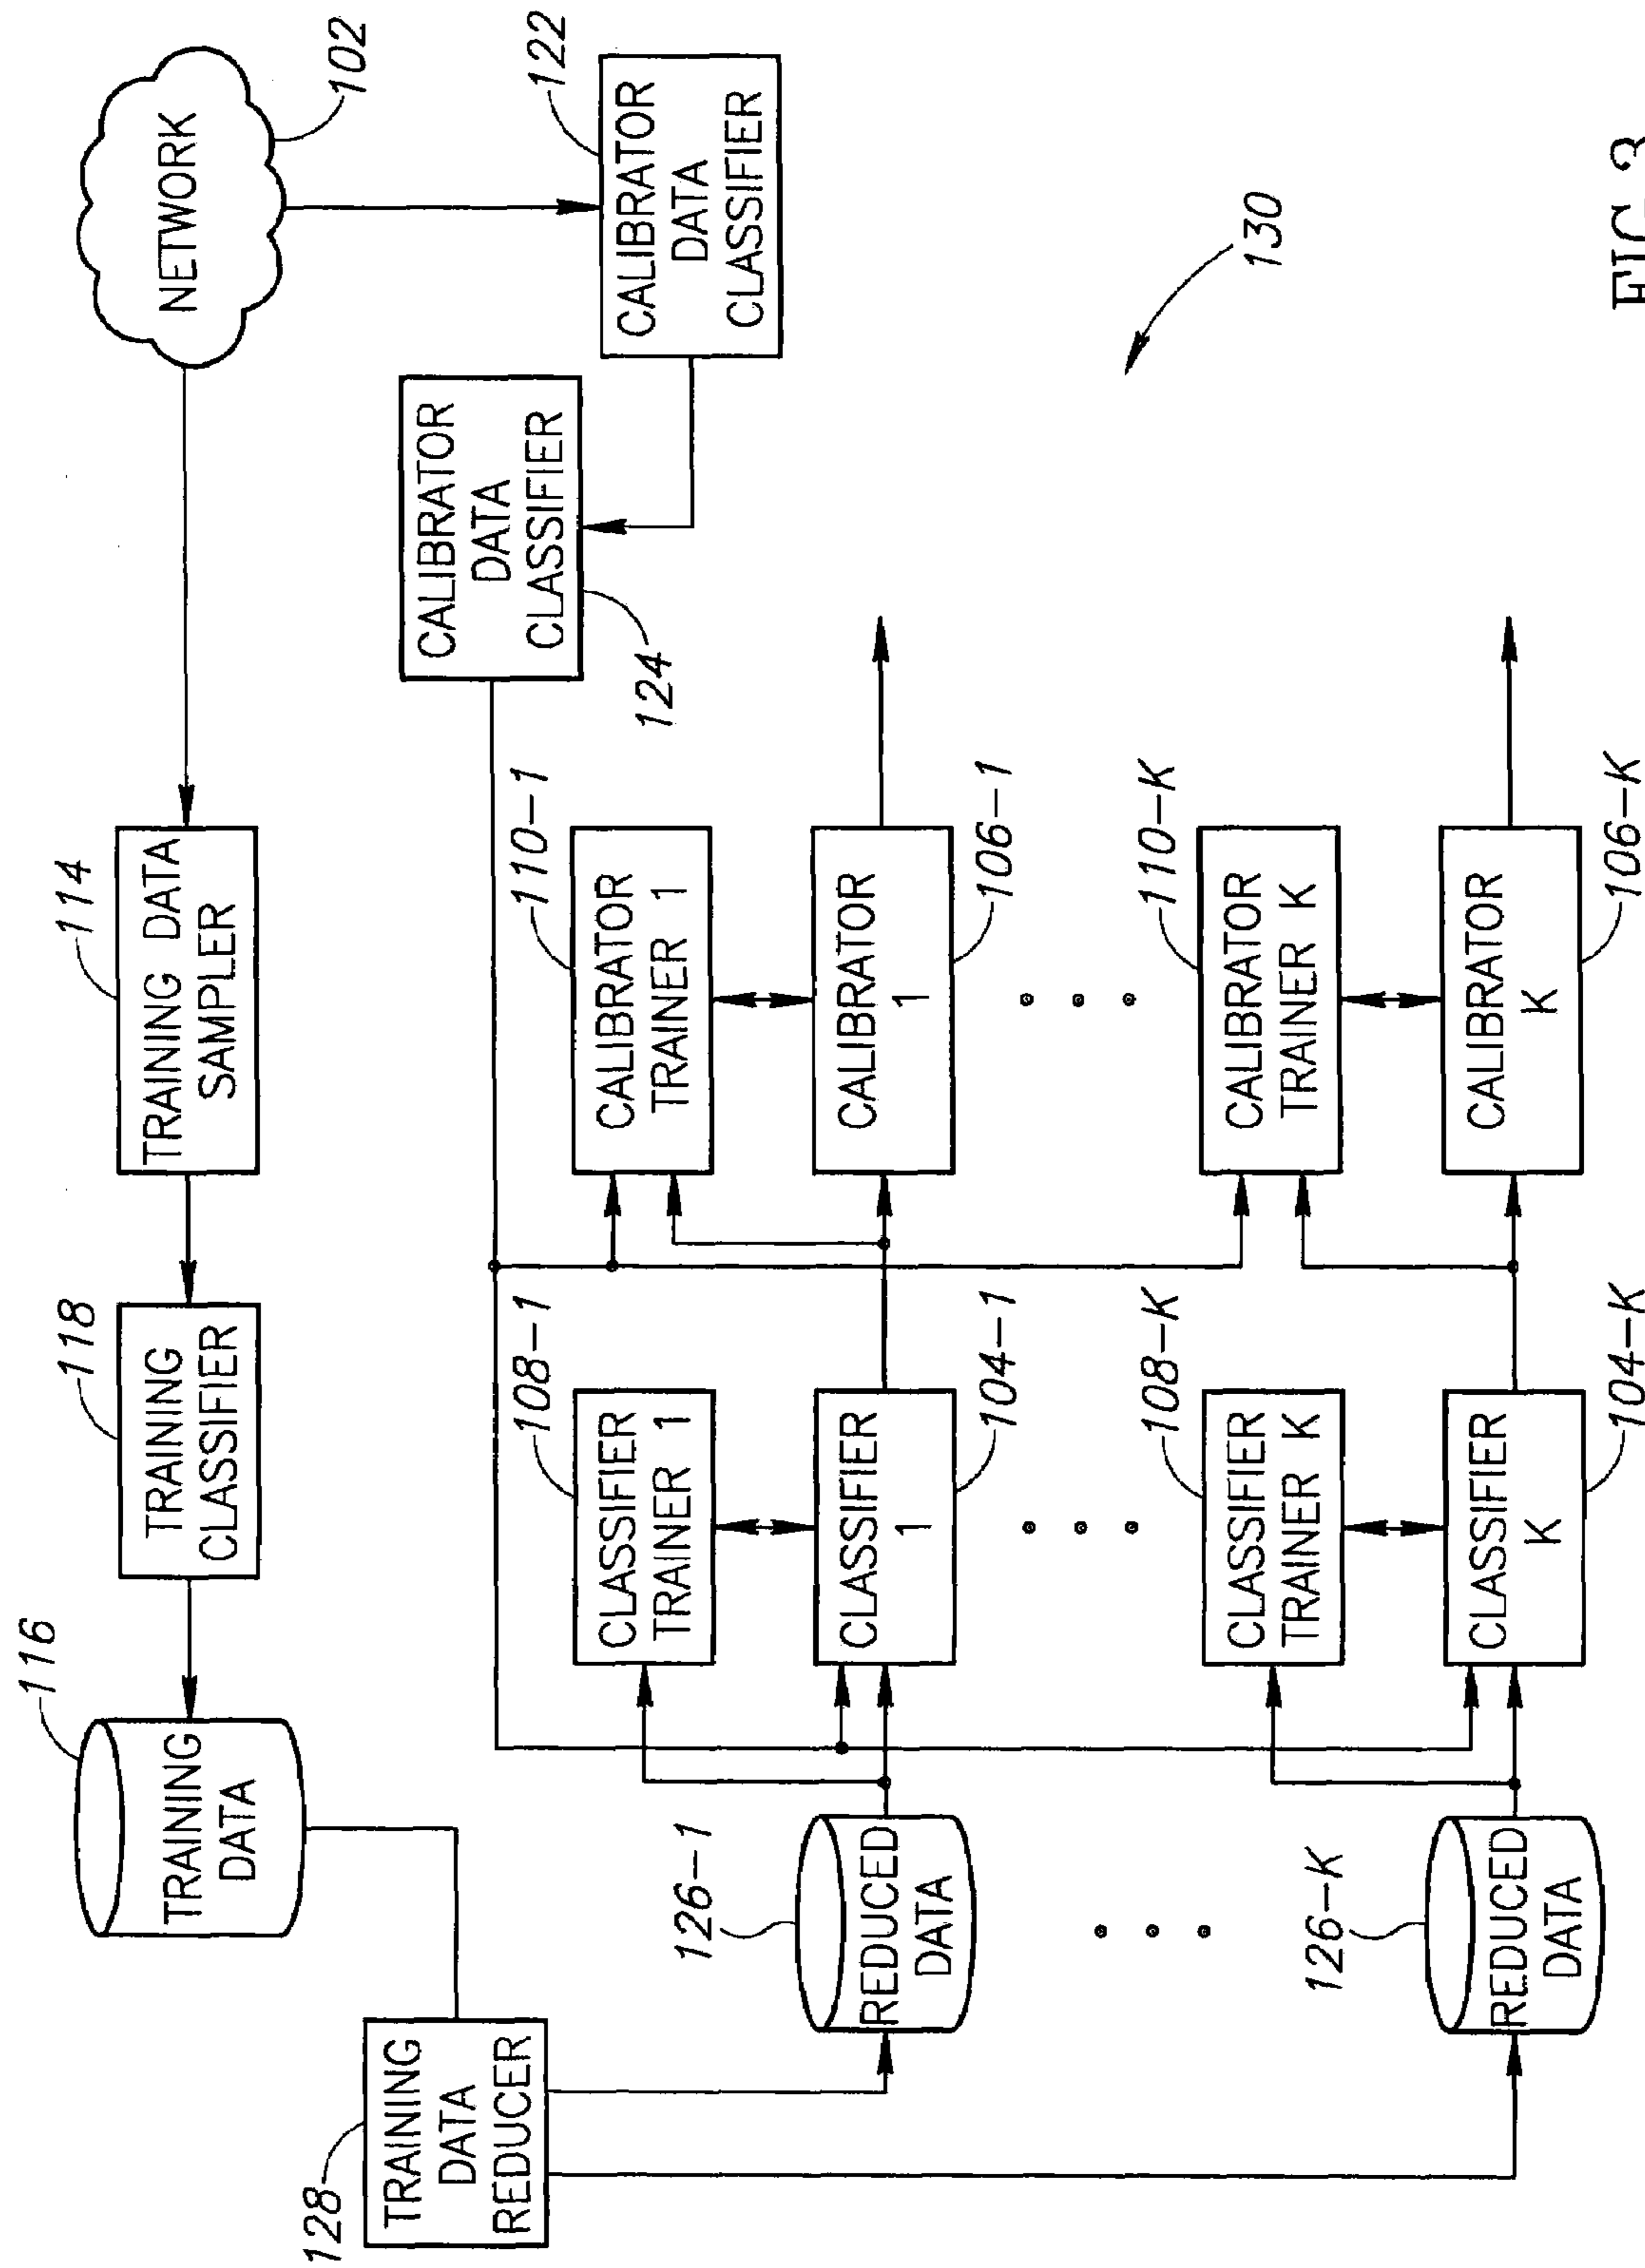 NETWORK
102
114
TRAINING DATA
SAMPLER
118
TRAINING
CLASSIFIER
116
TRAINING
DATA
128
TRAINING
DATA
REDUCER
CALIBRATOR
DATA
CLASSIFIER
124
122
CALIBRATOR
DATA
CLASSIFIER
110-1
CALIBRATOR
TRAINER 1
108-1
CLASSIFIER
TRAINER 1
126-1
REDUCED
DATA
CLASSIFIER
1
104-1
CALIBRATOR
1
106-1
130
110-K
CALIBRATOR
TRAINER K
108-K
CLASSIFIER
TRAINER K
126-K
REDUCED
DATA
CLASSIFIER
K
104-K
CALIBRATOR
K
106-K
FIG.3